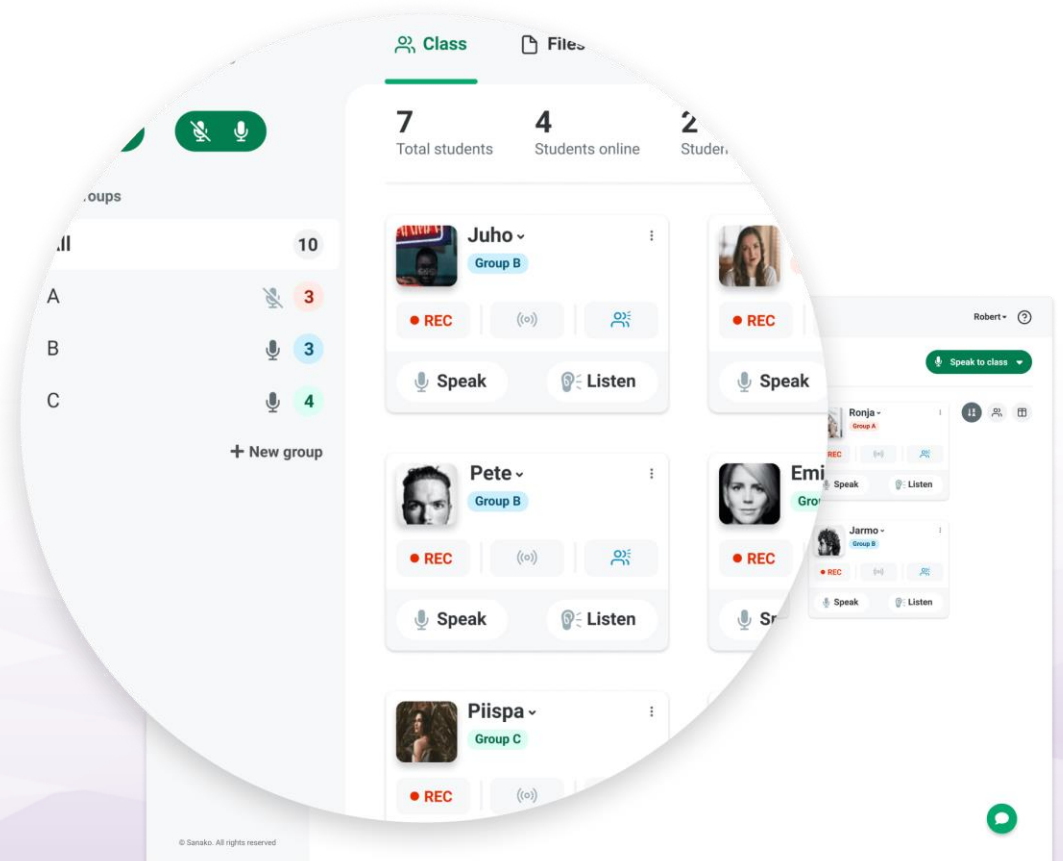 Class
Files
7
4
2
Total students
Students online
10
A
3
B
3
C
4
+ New group
Juho
Group B
REC
REC
Speak
Listen
Speak
Pete
Group B
REC
REC
Speak
Listen
Piispa
Group C
REC
Robert
?
Speak to class
Ronja
Group A
REC
Speak
Listen
Jarmo
Group B
REC
Speak
Listen
© Sanako. All rights reserved